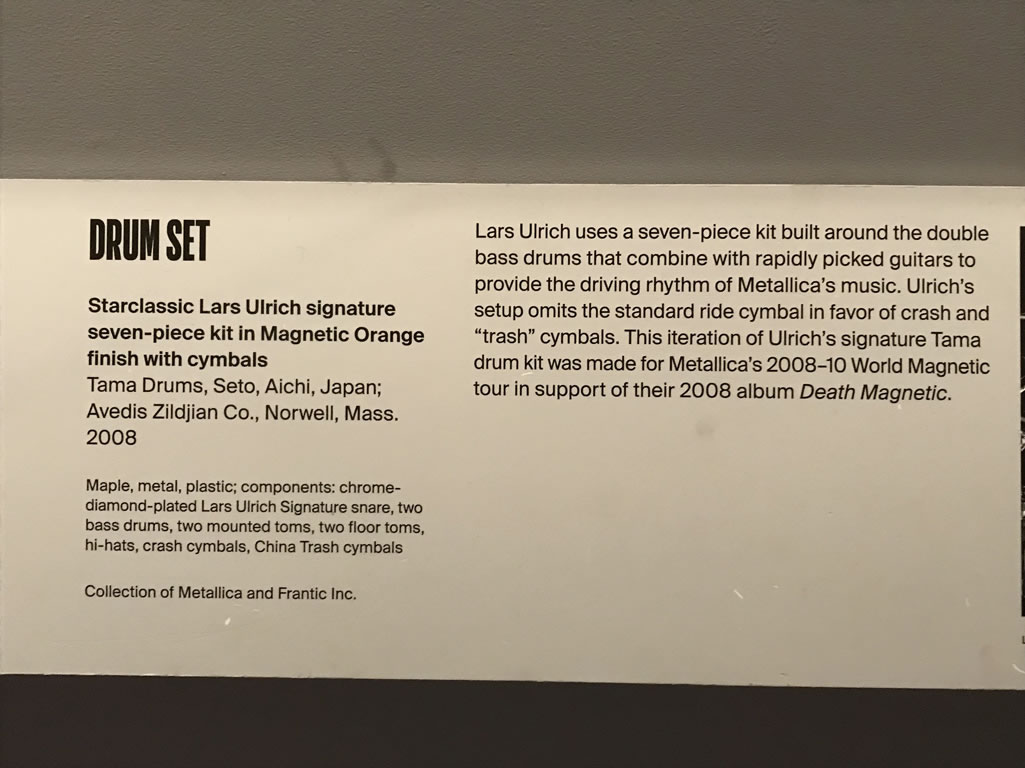 DRUM SET
Starclassic Lars Ulrich signature
seven-piece kit in Magnetic Orange
finish with cymbals
Tama Drums, Seto, Aichi, Japan;
Avedis Zildjian Co., Norwell, Mass.
2008
Maple, metal, plastic; components: chrome-
diamond-plated Lars Ulrich Signature snare, two
bass drums, two mounted toms, two floor toms,
hi-hats, crash cymbals, China Trash cymbals
Collection of Metallica and Frantic Inc.
Lars Ulrich uses a seven-piece kit built around the double
bass drums that combine with rapidly picked guitars to
provide the driving rhythm of Metallica’s music. Ulrich’s
setup omits the standard ride cymbal in favor of crash and
“trash” cymbals. This iteration of Ulrich’s signature Tama
drum kit was made for Metallica’s 2008–10 World Magnetic
tour in support of their 2008 album Death Magnetic.